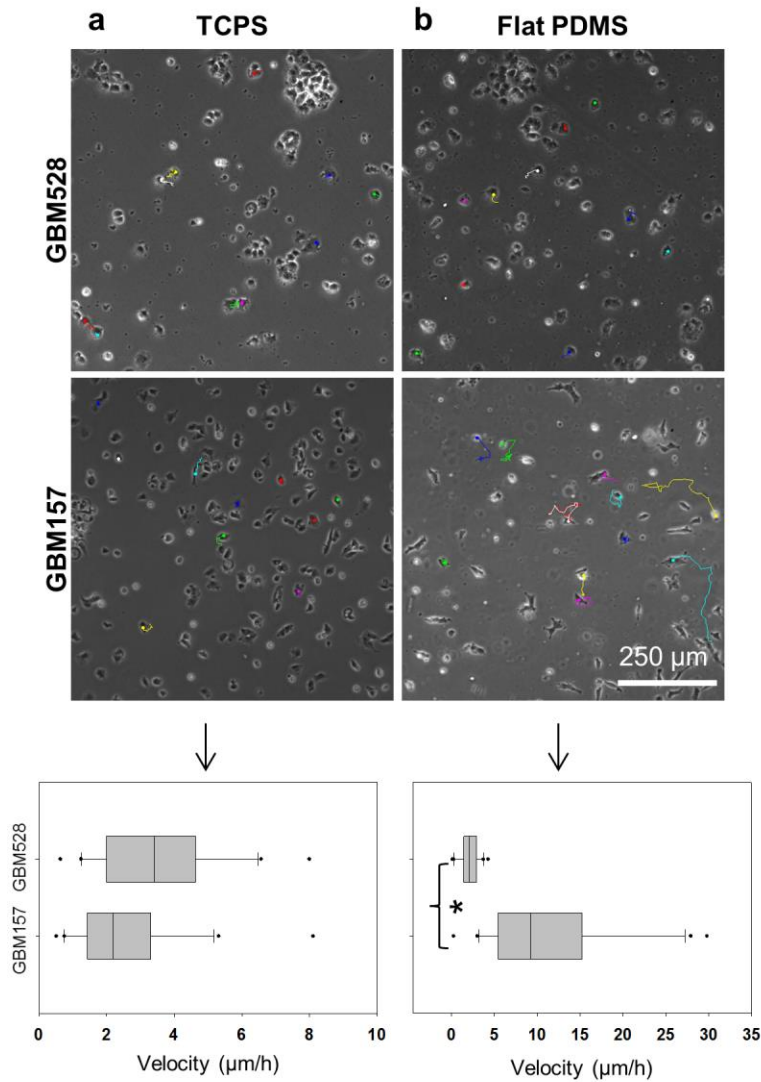 a TCPS b Flat PDMS
GBM528
GBM157
250 µm
GBM528
GBM157
*
0 2 4 6 8 10 0 5 10 15 20 25 30 35
Velocity (µm/h) Velocity (µm/h)